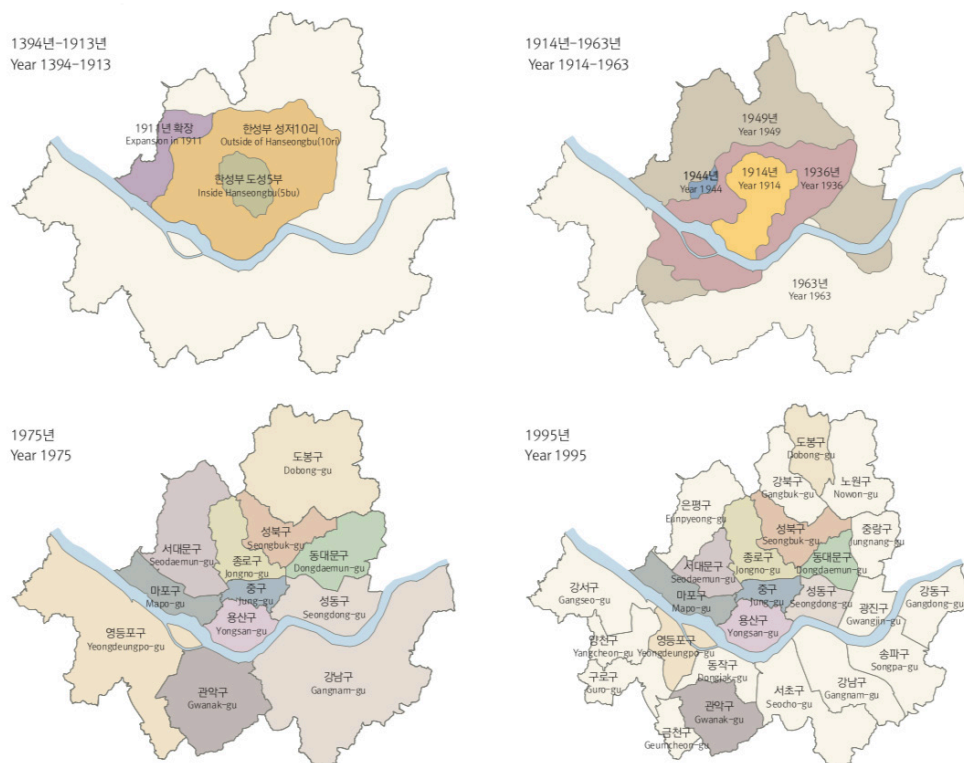 1394년-1913년
Year 1394-1913
1911년 확장
Expansion in 1911
한성부 성저10리
Outside of Hanseongbu(10ri)
한성부 도성5부
Inside Hanseongbu(5bu)
1914년-1963년
Year 1914-1963
1949년
Year 1949
1944년
Year 1944
1914년
Year 1914
1936년
Year 1936
1963년
Year 1963
1975년
Year 1975
도봉구
Dobong-gu
성북구
Seongbuk-gu
서대문구
Seodaemun-gu
종로구
Jongno-gu
동대문구
Dongdaemun-gu
마포구
Mapo-gu
중구
Jung-gu
성동구
Seongdong-gu
용산구
Yongsan-gu
영등포구
Yeongdeungpo-gu
관악구
Gwanak-gu
강남구
Gangnam-gu
1995년
Year 1995
도봉구
Dobong-gu
강북구
Gangbuk-gu
노원구
Nowon-gu
은평구
Eunpyeong-gu
성북구
Seongbuk-gu
중랑구
Jungnang-gu
서대문구
Seodaemun-gu
종로구
Jongno-gu
동대문구
Dongdaemun-gu
강서구
Gangseo-gu
마포구
Mapo-gu
중구
Jung-gu
성동구
Seongdong-gu
광진구
Gwangjin-gu
강동구
Gangdong-gu
용산구
Yongsan-gu
양천구
Yangcheon-gu
영등포구
Yeongdeungpo-gu
송파구
Songpa-gu
동작구
Dongjak-gu
구로구
Guro-gu
서초구
Seocho-gu
강남구
Gangnam-gu
관악구
Gwanak-gu
금천구
Geumcheon-gu